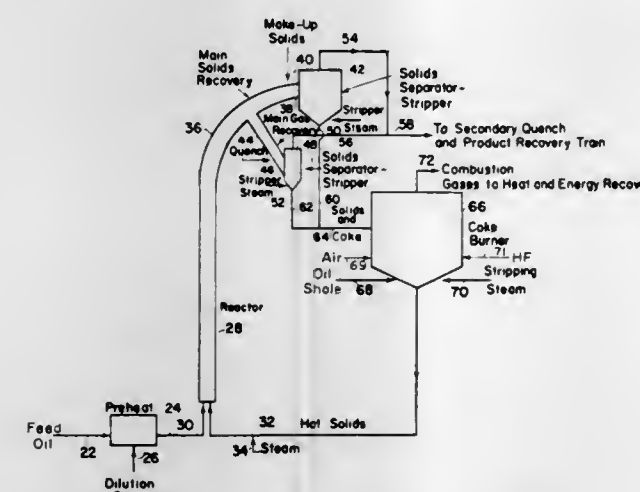 Make-Up
Solids
54
40
42
Main
Solids
Recovery
Solids
Separator-
Stripper
38
36
Stripper
Steam
Main Gas
Recovery
50
48
56
58
To Secondary Quench
and Product Recovery Train
44
Quench
46
Stripper
Steam
Solids
Separator-
Stripper
72
Combustion
Gases to Heat and Energy Recov
52
62
60
Solids
and
64 Coke
66
Coke
Burner
Air
69
71
HF
Oil
Shale
68
Stripping
Steam
70
Reactor
28
Preheat
24
Feed
Oil
22
30
26
32
Hot Solids
34
Steam
Dilution